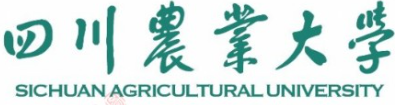 四川農業大學
SICHUAN AGRICULTURAL UNIVERSITY